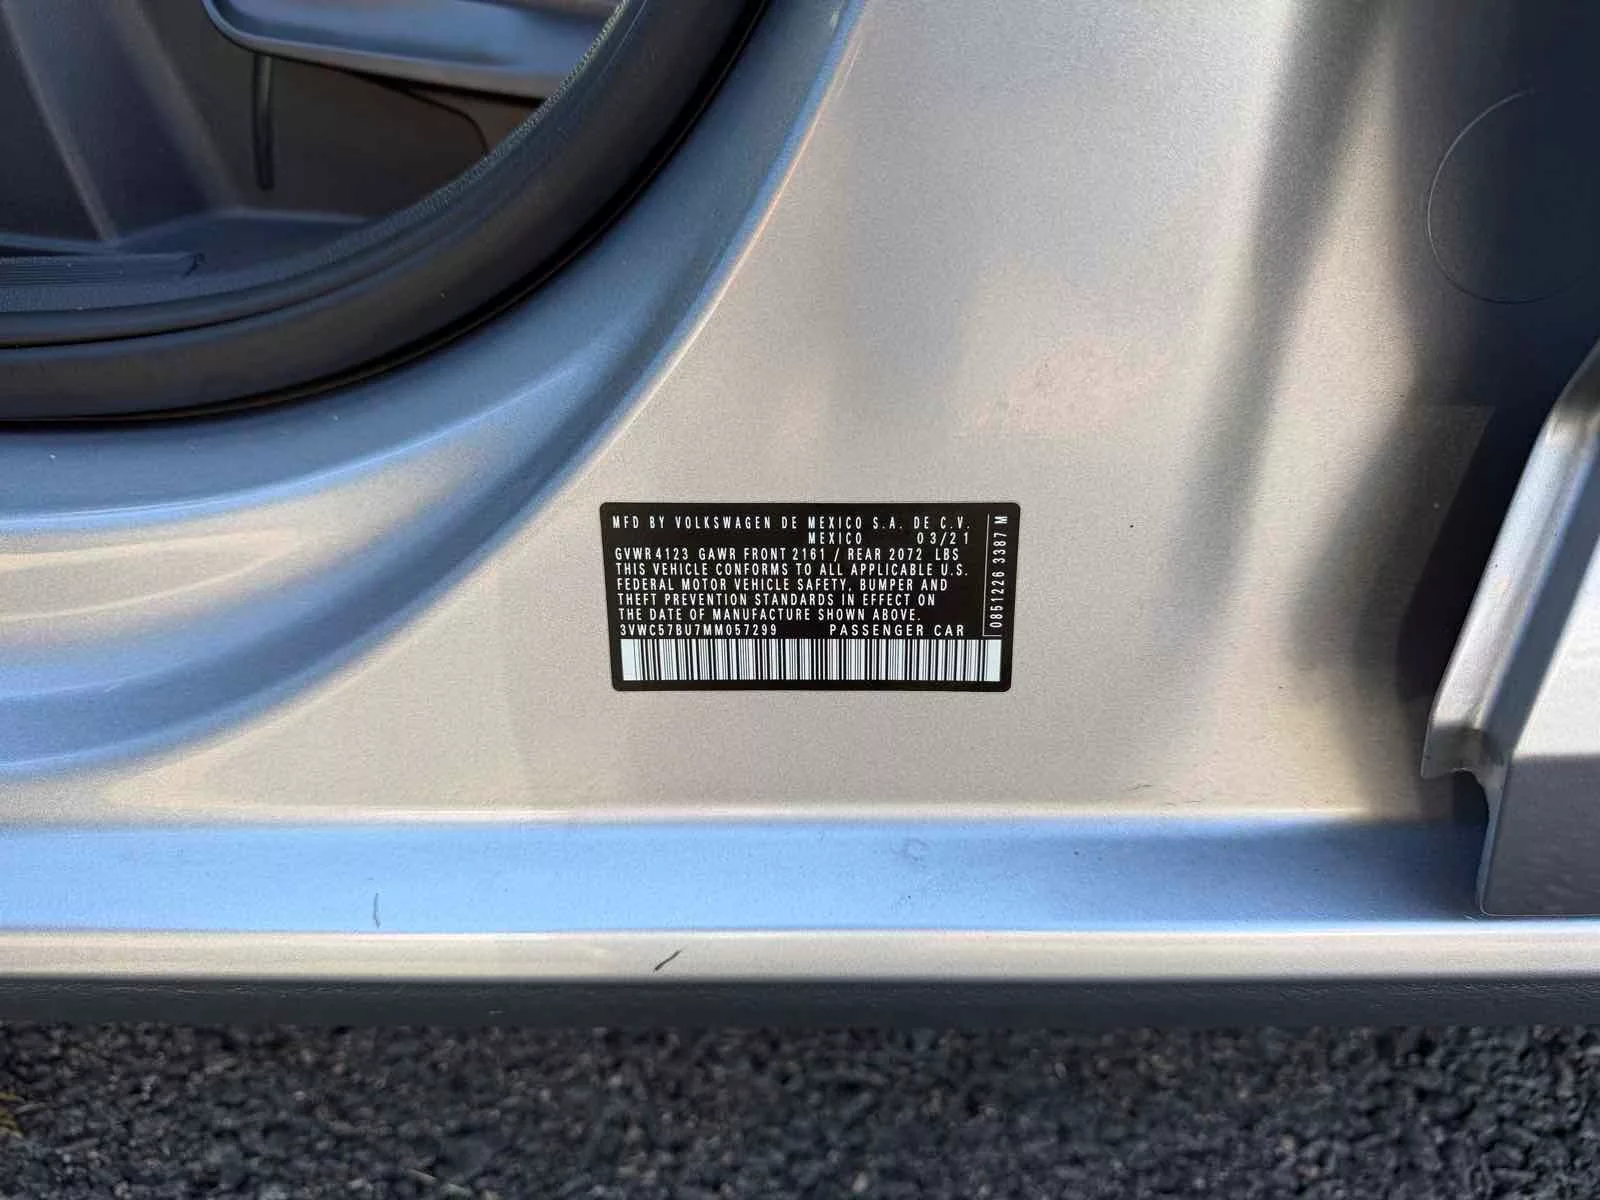 MFD BY VOLKSWAGEN DE MEXICO S.A. DE C.V.
MEXICO 03/21
GVWR 4123 GAWR FRONT 2161 / REAR 2072 LBS
THIS VEHICLE CONFORMS TO ALL APPLICABLE U.S.
FEDERAL MOTOR VEHICLE SAFETY, BUMPER AND
THEFT PREVENTION STANDARDS IN EFFECT ON
THE DATE OF MANUFACTURE SHOWN ABOVE.
3VWC57BU7MM057299 PASSENGER CAR
0851226 3387 M